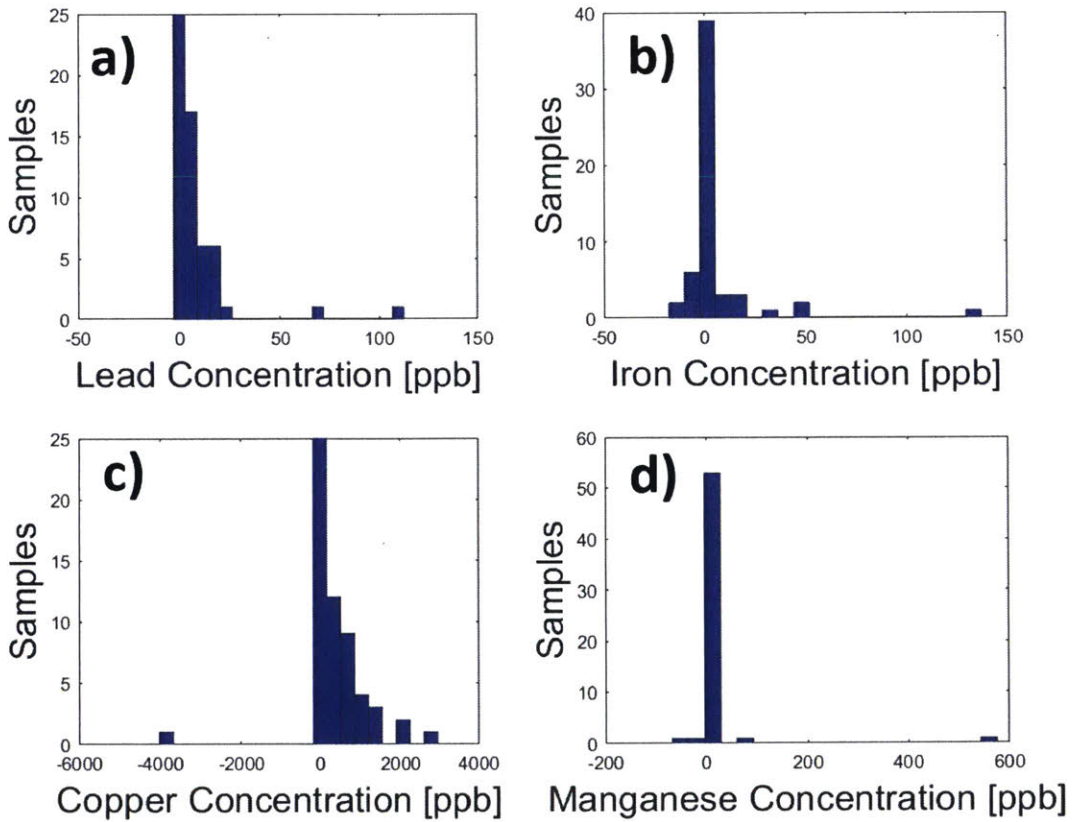 a)
25
20
15
10
5
0
Samples
-50 0 50 100 150
Lead Concentration [ppb]
b)
40
30
20
10
0
Samples
-50 0 50 100 150
Iron Concentration [ppb]
c)
25
20
15
10
5
0
Samples
-6000 -4000 -2000 0 2000 4000
Copper Concentration [ppb]
d)
60
50
40
30
20
10
0
Samples
-200 0 200 400 600
Manganese Concentration [ppb]